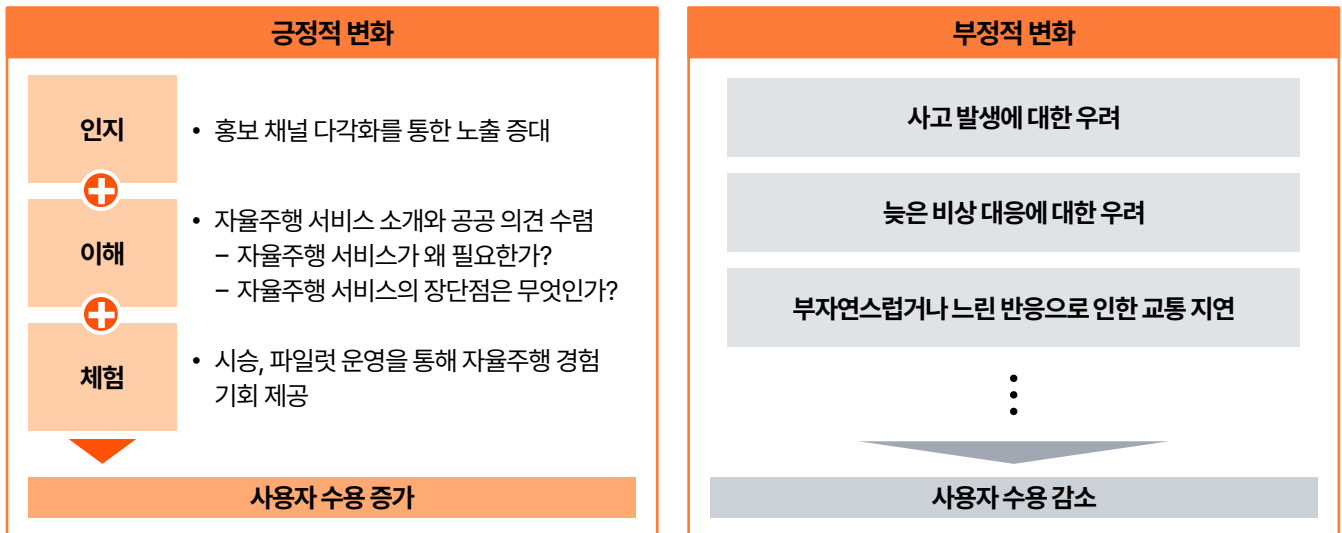 긍정적 변화
인지
• 홍보 채널 다각화를 통한 노출 증대
이해
• 자율주행 서비스 소개와 공공 의견 수렴
– 자율주행 서비스가 왜 필요한가?
– 자율주행 서비스의 장단점은 무엇인가?
체험
• 시승, 파일럿 운영을 통해 자율주행 경험
기회 제공
사용자 수용 증가
부정적 변화
사고 발생에 대한 우려
늦은 비상 대응에 대한 우려
부자연스럽거나 느린 반응으로 인한 교통 지연
사용자 수용 감소